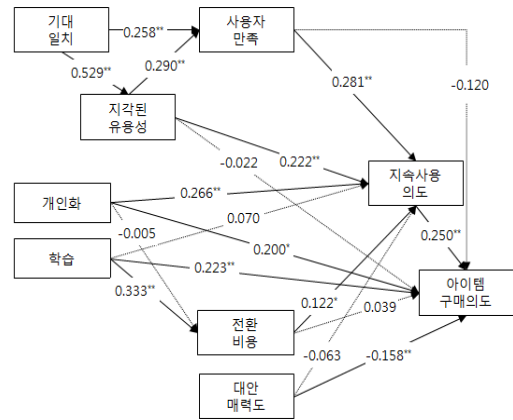 기대
일치
0.258**
사용자
만족
0.529**
0.290**
-0.120
0.281**
지각된
유용성
-0.022
0.222**
지속사용
의도
개인화
0.266**
0.070
-0.005
0.200*
0.250**
학습
0.223**
0.333**
아이템
구매의도
전환
비용
0.122*
0.039
-0.063
-0.158**
대안
매력도